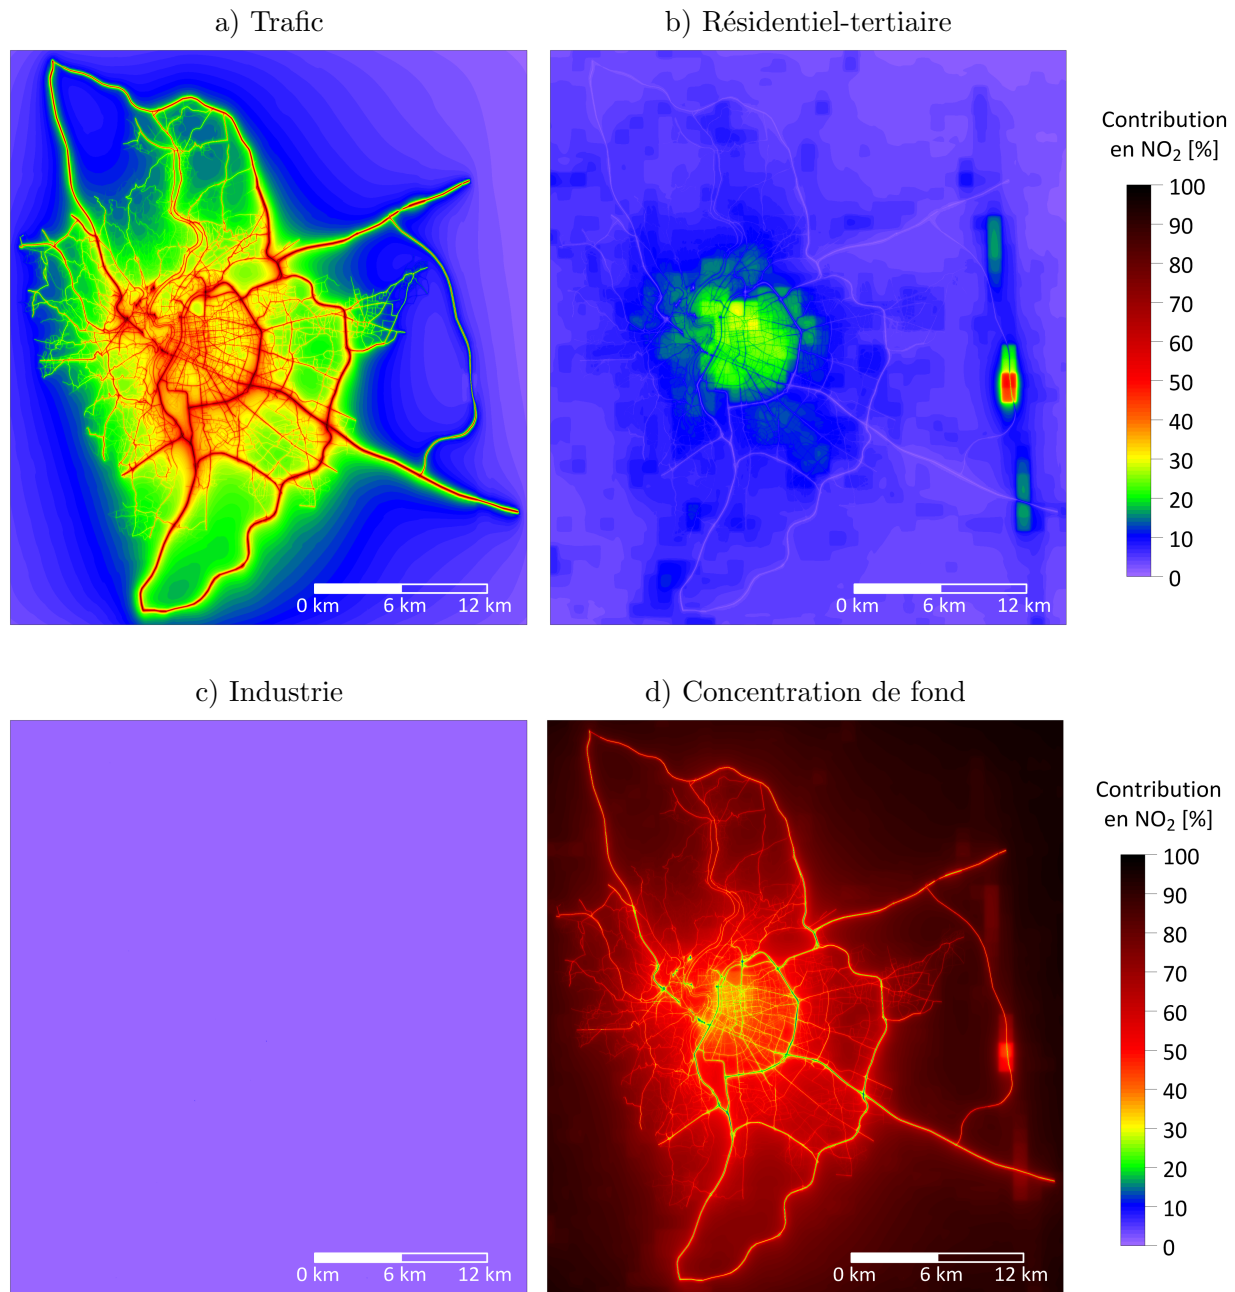 a) Trafic
b) Résidentiel-tertiaire
Contribution
en NO₂ [%]
100
90
80
70
60
50
40
30
20
10
0
0 km 6 km 12 km
0 km 6 km 12 km
c) Industrie
d) Concentration de fond
Contribution
en NO₂ [%]
100
90
80
70
60
50
40
30
20
10
0
0 km 6 km 12 km
0 km 6 km 12 km